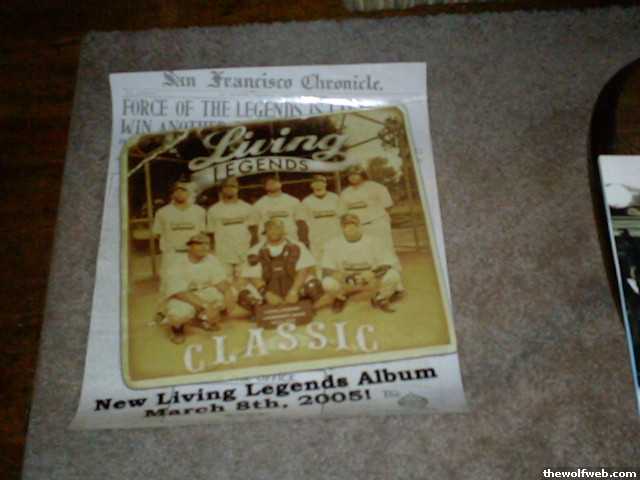 San Francisco Chronicle.
FORCE OF THE LEGENDS IS
WIN ANOTHER
Living
LEGENDS
CLASSIC
OFFICE
New Living Legends Album
March 8th, 2005!
thewolfweb.com